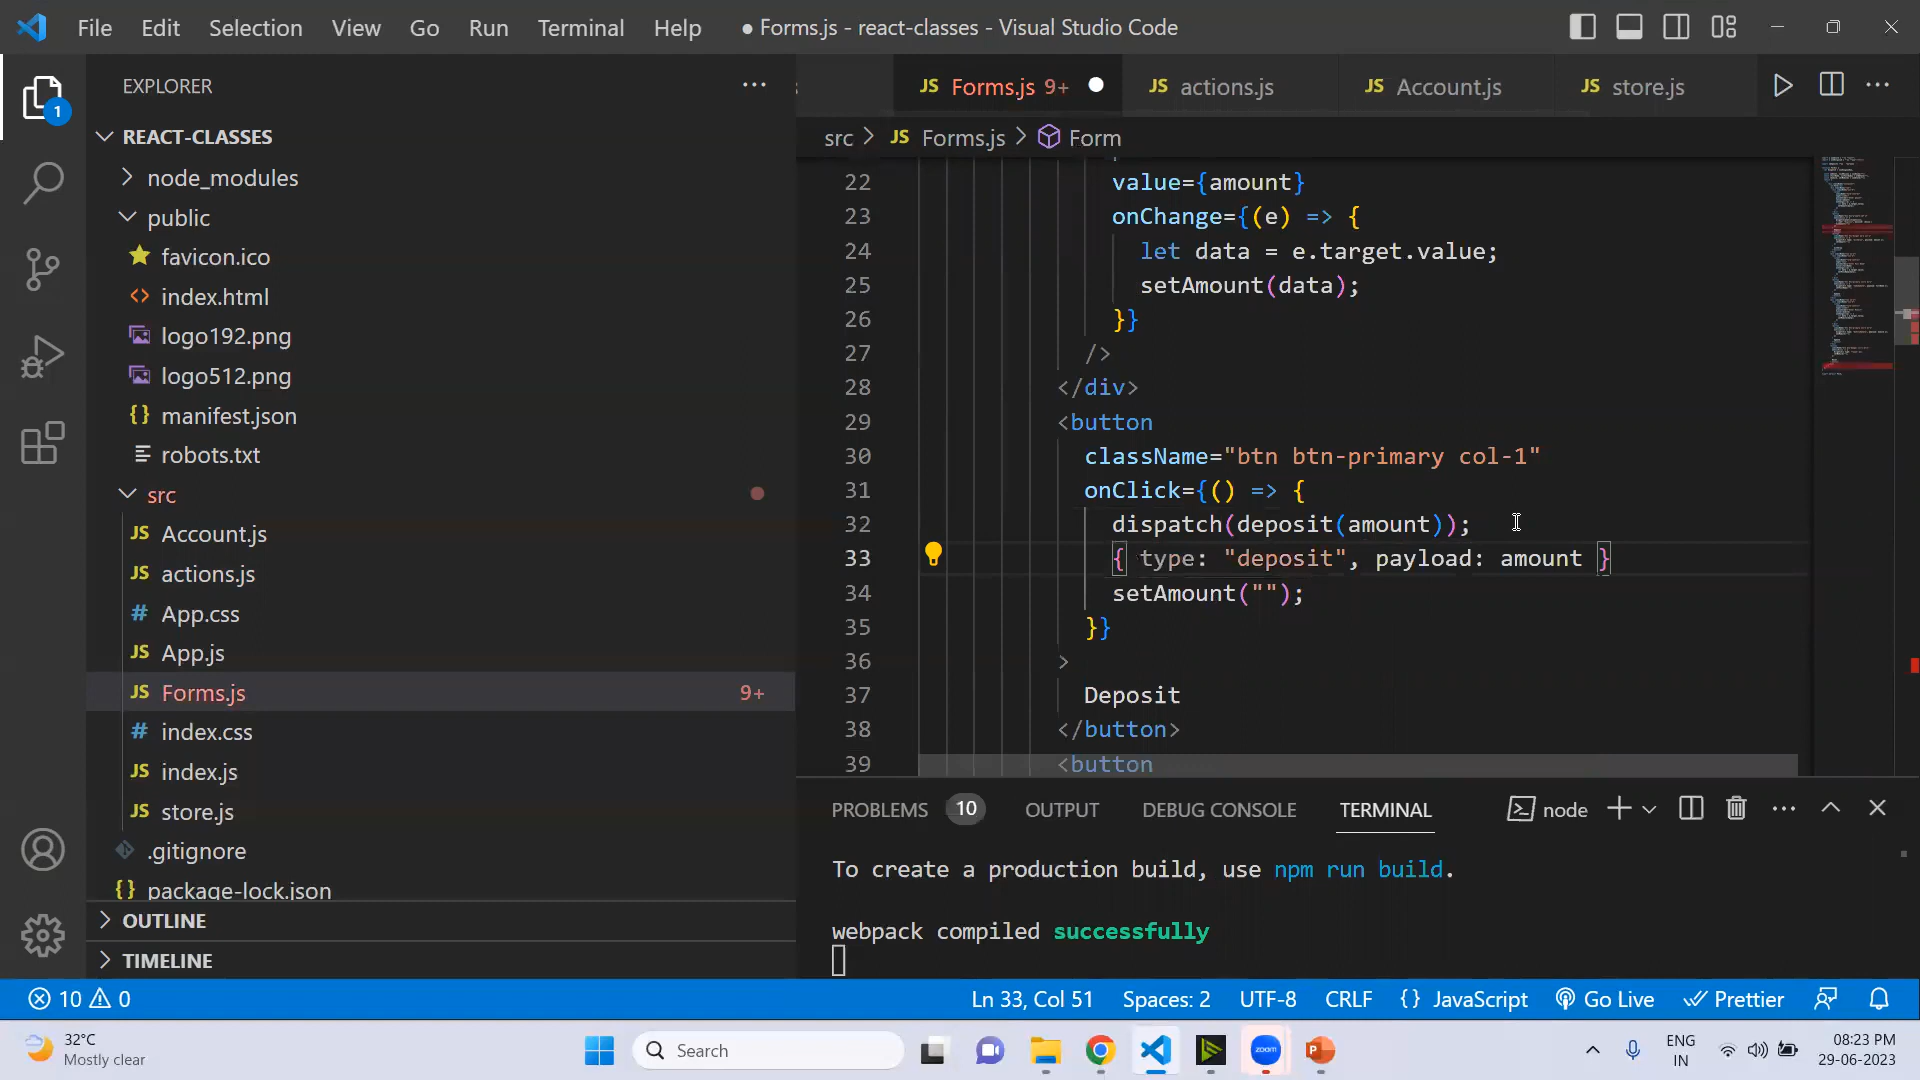 File Edit Selection View Go Run Terminal Help ● Forms.js - react-classes - Visual Studio Code
EXPLORER
1
REACT-CLASSES
node_modules
public
favicon.ico
index.html
logo192.png
logo512.png
manifest.json
robots.txt
src
JS Account.js
JS actions.js
# App.css
JS App.js
JS Forms.js 9+
# index.css
JS index.js
JS store.js
.gitignore
{} package-lock.json
OUTLINE
TIMELINE
JS Forms.js 9+ JS actions.js JS Account.js JS store.js
src > JS Forms.js > Form
22 value={amount}
23 onChange={(e) => {
24 let data = e.target.value;
25 setAmount(data);
26 }}
27 />
28 </div>
29 <button
30 className="btn btn-primary col-1"
31 onClick={() => {
32 dispatch(deposit(amount));
33 { type: "deposit", payload: amount }
34 setAmount("");
35 }}
36 >
37 Deposit
38 </button>
39 <button
PROBLEMS 10 OUTPUT DEBUG CONSOLE TERMINAL node
To create a production build, use npm run build.
webpack compiled successfully
10 0 Ln 33, Col 51 Spaces: 2 UTF-8 CRLF {} JavaScript Go Live Prettier
32°C
Mostly clear
Search
zoom
ENG
IN
08:23 PM
29-06-2023